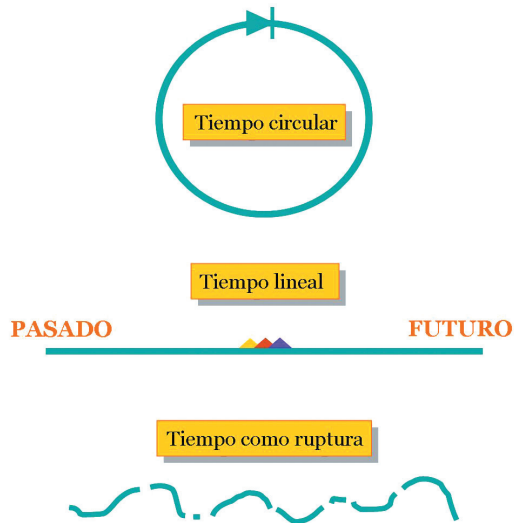 Tiempo circular
Tiempo lineal
PASADO FUTURO
Tiempo como ruptura